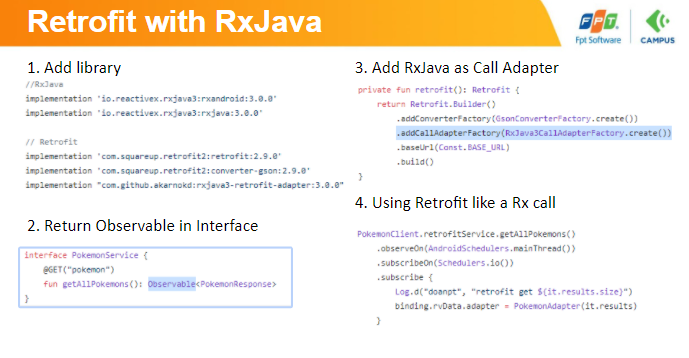 Retrofit with RxJava
FPT
Fpt Software
CAMPUS
1. Add library
//RxJava
implementation 'io.reactivex.rxjava3:rxandroid:3.0.0'
implementation 'io.reactivex.rxjava3:rxjava:3.0.0'
// Retrofit
implementation 'com.squareup.retrofit2:retrofit:2.9.0'
implementation 'com.squareup.retrofit2:converter-gson:2.9.0'
implementation "com.github.akarnokd:rxjava3-retrofit-adapter:3.0.0"
2. Return Observable in Interface
interface PokemonService {
@GET("pokemon")
fun getAllPokemons(): Observable<PokemonResponse>
}
3. Add RxJava as Call Adapter
private fun retrofit(): Retrofit {
return Retrofit.Builder()
.addConverterFactory(GsonConverterFactory.create())
.addCallAdapterFactory(RxJava3CallAdapterFactory.create())
.baseUrl(Const.BASE_URL)
.build()
}
4. Using Retrofit like a Rx call
PokemonClient.retrofitService.getAllPokemons()
.observeOn(AndroidSchedulers.mainThread())
.subscribeOn(Schedulers.io())
.subscribe {
Log.d("doanpt", "retrofit get ${it.results.size}")
binding.rvData.adapter = PokemonAdapter(it.results)
}